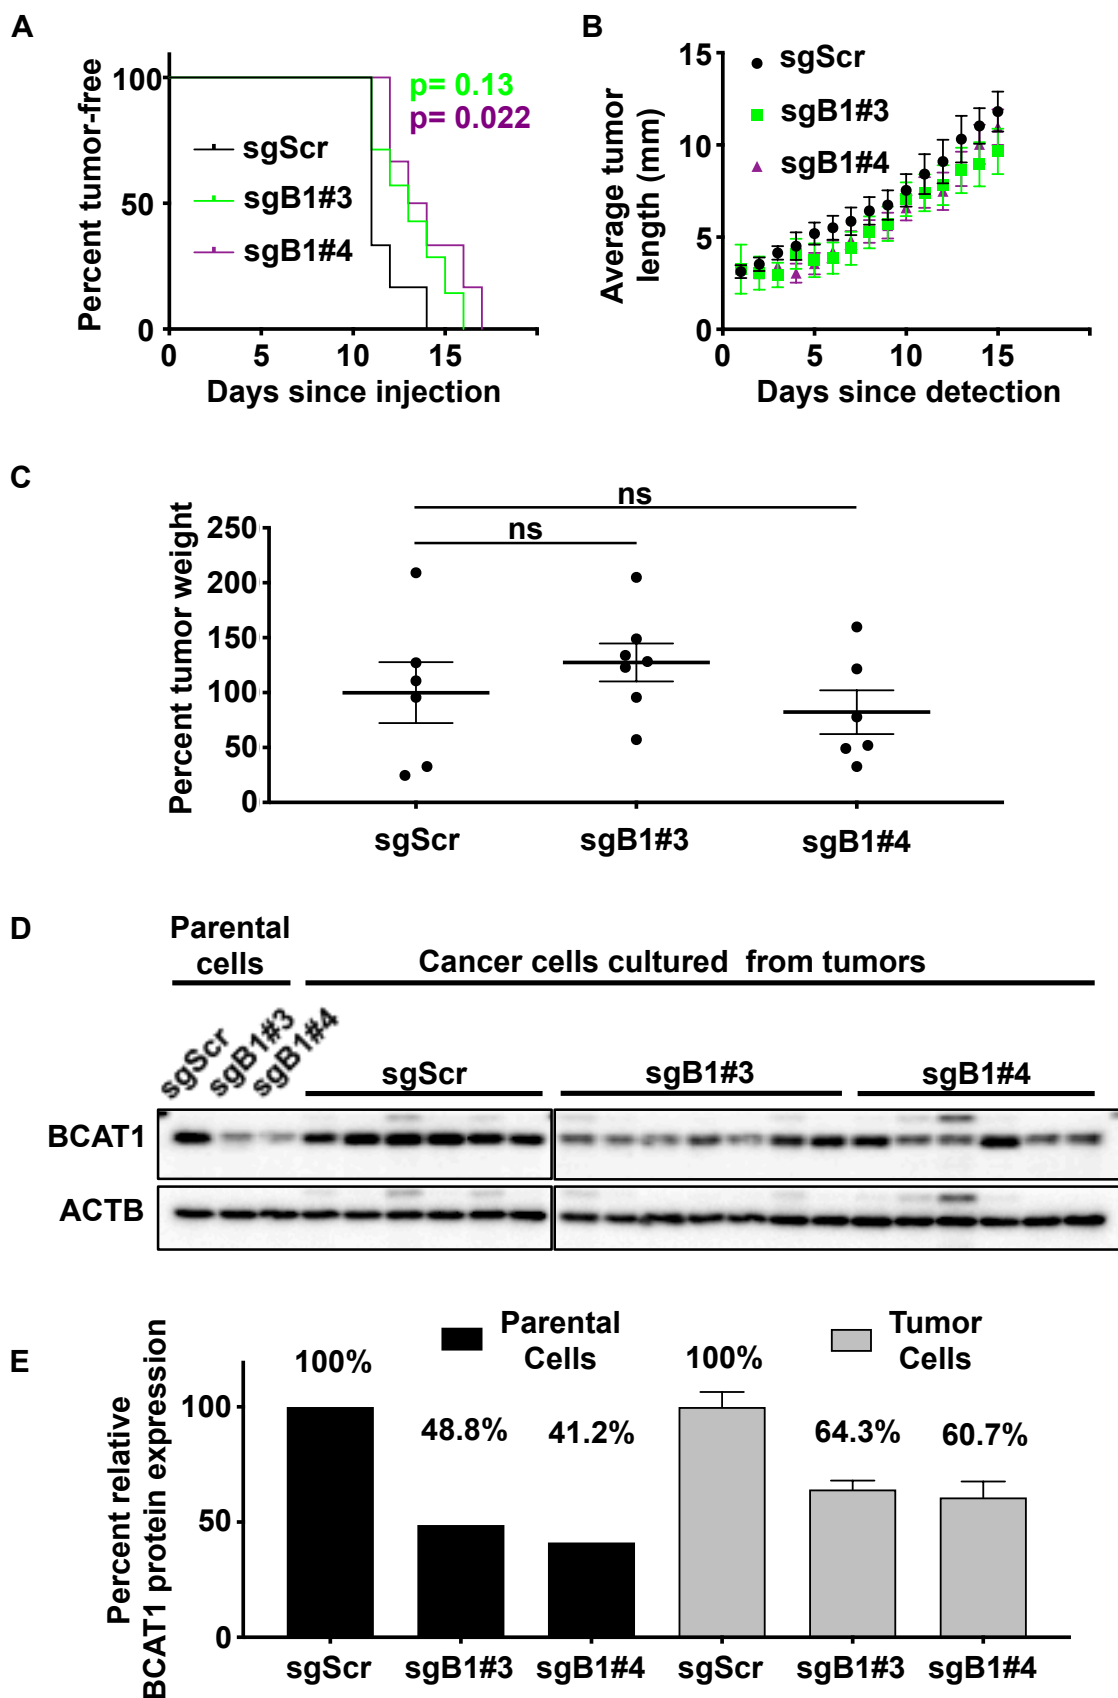 A
100
50
0
0
5
10
15
Percent tumor-free
Days since injection
p= 0.13
p= 0.022
sgScr
sgB1#3
sgB1#4
B
15
10
5
0
0
5
10
15
Average tumor
length (mm)
Days since detection
sgScr
sgB1#3
sgB1#4
C
Percent tumor weight
250
200
150
100
50
0
ns
ns
sgScr
sgB1#3
sgB1#4
D
Parental
cells
Cancer cells cultured from tumors
sgScr
sgB1#3
sgB1#4
sgScr
sgB1#3
sgB1#4
BCAT1
ACTB
E
Percent relative
BCAT1 protein expression
100
50
0
Parental
Cells
Tumor
Cells
100%
48.8%
41.2%
100%
64.3%
60.7%
sgScr
sgB1#3
sgB1#4
sgScr
sgB1#3
sgB1#4